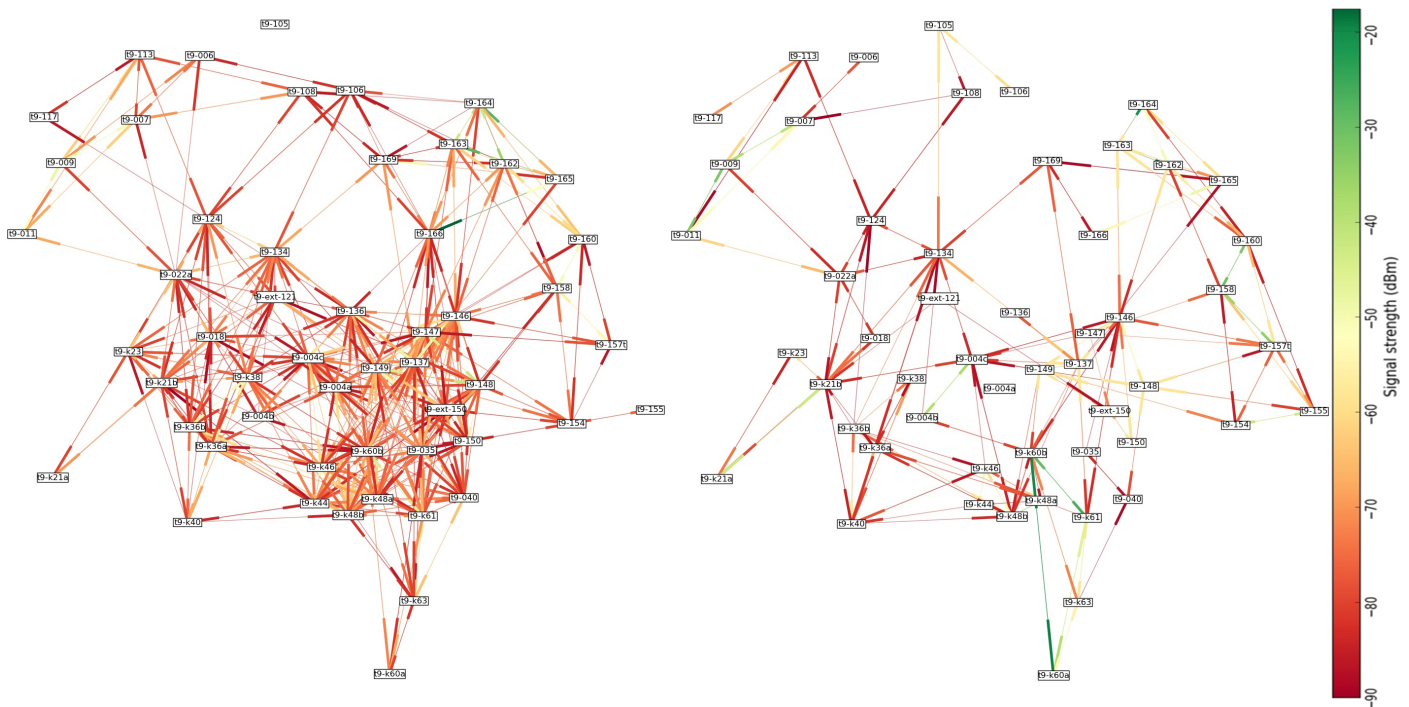 t9-105
t9-113
t9-006
t9-108
t9-106
t9-164
t9-117
t9-007
t9-163
t9-169
t9-162
t9-009
t9-165
t9-124
t9-011
t9-166
t9-160
t9-134
t9-022a
t9-158
t9-ext-121
t9-136
t9-146
t9-147
t9-018
t9-157t
t9-k23
t9-004c
t9-137
t9-149
t9-k38
t9-k21b
t9-004a
t9-148
t9-ext-150
t9-155
t9-004b
t9-154
t9-k36b
t9-150
t9-k36a
t9-k60b
t9-035
t9-k46
t9-k21a
t9-k48a
t9-040
t9-k44
t9-k48b
t9-k61
t9-k40
t9-k63
t9-k60a
t9-105
t9-113
t9-006
t9-108
t9-106
t9-164
t9-117
t9-007
t9-163
t9-169
t9-162
t9-009
t9-165
t9-124
t9-011
t9-166
t9-160
t9-134
t9-022a
t9-158
t9-ext-121
t9-136
t9-146
t9-147
t9-018
t9-157t
t9-k23
t9-004c
t9-137
t9-149
t9-k38
t9-k21b
t9-004a
t9-148
t9-ext-150
t9-155
t9-004b
t9-154
t9-k36b
t9-150
t9-k36a
t9-k60b
t9-035
t9-k46
t9-k21a
t9-k48a
t9-040
t9-k44
t9-k48b
t9-k61
t9-k40
t9-k63
t9-k60a
−20
−30
−40
−50
−60
−70
−80
−90
Signal strength (dBm)